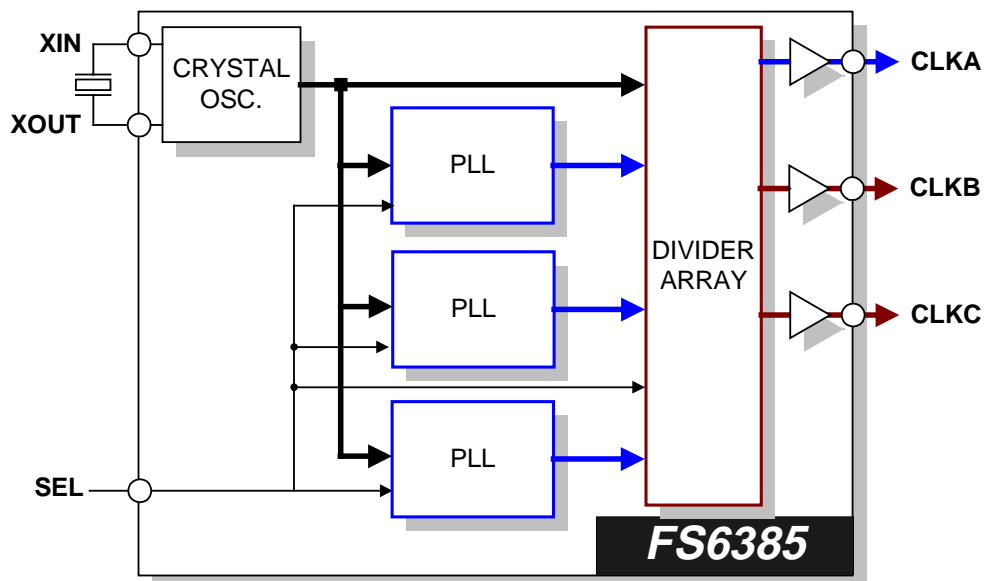 XIN
XOUT
CRYSTAL
OSC.
PLL
PLL
PLL
DIVIDER
ARRAY
CLKA
CLKB
CLKC
SEL
FS6385